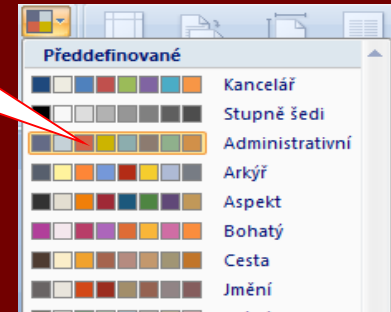 Předdefinované
Kancelář
Stupně šedi
Administrativní
Arkýř
Aspekt
Bohatý
Cesta
Jmění